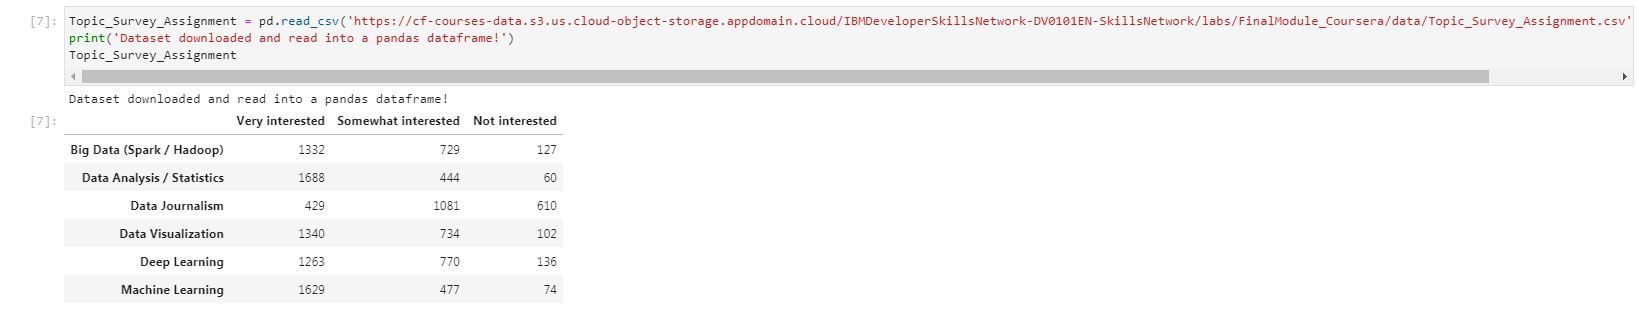 [7]: Topic_Survey_Assignment = pd.read_csv('https://cf-courses-data.s3.us.cloud-object-storage.appdomain.cloud/IBMDeveloperSkillsNetwork-DV0101EN-SkillsNetwork/labs/FinalModule_Coursera/data/Topic_Survey_Assignment.csv'
print('Dataset downloaded and read into a pandas dataframe!')
Topic_Survey_Assignment
Dataset downloaded and read into a pandas dataframe!
[7]: Very interested Somewhat interested Not interested
Big Data (Spark / Hadoop) 1332 729 127
Data Analysis / Statistics 1688 444 60
Data Journalism 429 1081 610
Data Visualization 1340 734 102
Deep Learning 1263 770 136
Machine Learning 1629 477 74